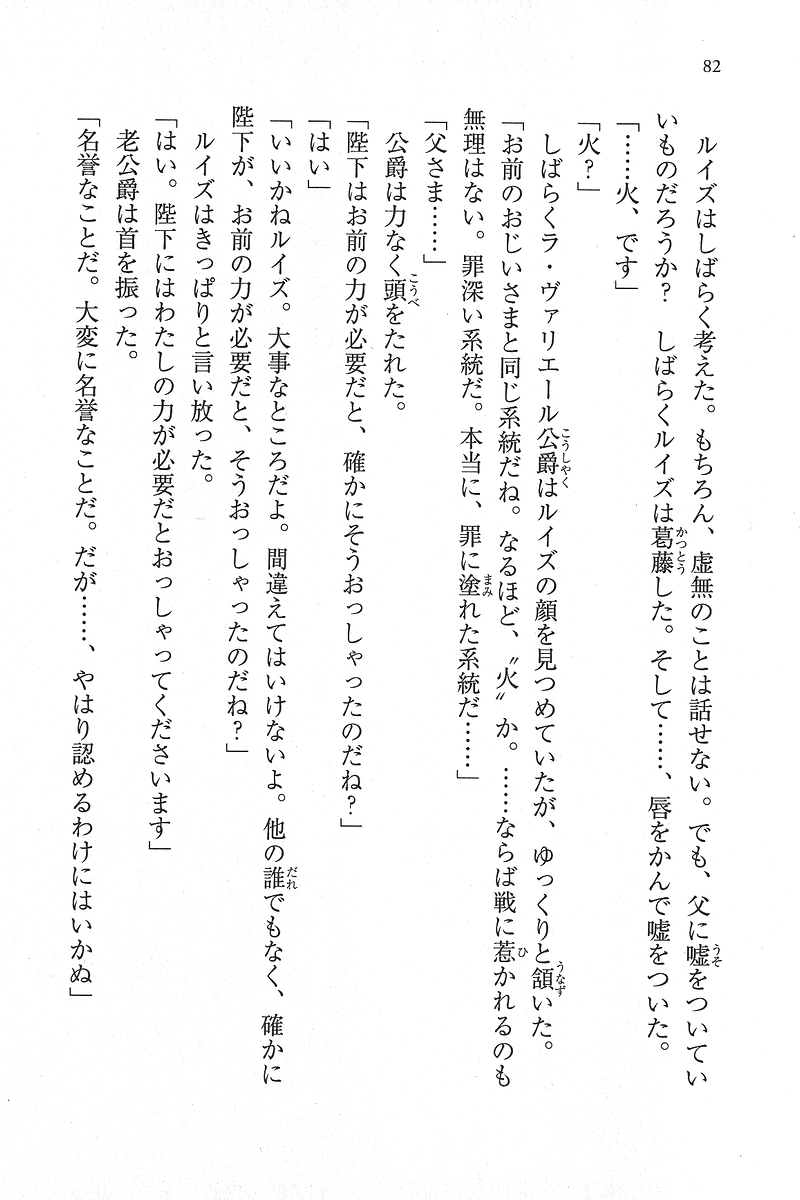 82
　ルイズはしばらく考えた。もちろん、虚無のことは話せない。でも、父に嘘をついてい
いものだろうか？　しばらくルイズは葛藤した。そして……、唇をかんで嘘をついた。
「……火、です」
「火？」
　しばらくラ・ヴァリエール公爵はルイズの顔を見つめていたが、ゆっくりと頷いた。
「お前のおじいさまと同じ系統だね。なるほど、〝火〟か。……ならば戦に惹かれるのも
無理はない。罪深い系統だ。本当に、罪に塗れた系統だ……」
「父さま……」
　公爵は力なく頭をたれた。
「陛下はお前の力が必要だと、確かにそうおっしゃったのだね？」
「はい」
「いいかねルイズ。大事なところだよ。間違えてはいけないよ。他の誰でもなく、確かに
陛下が、お前の力が必要だと、そうおっしゃったのだね？」
　ルイズはきっぱりと言い放った。
「はい。陛下にはわたしの力が必要だとおっしゃってくださいます」
　老公爵は首を振った。
「名誉なことだ。大変に名誉なことだ。だが……、やはり認めるわけにはいかぬ」